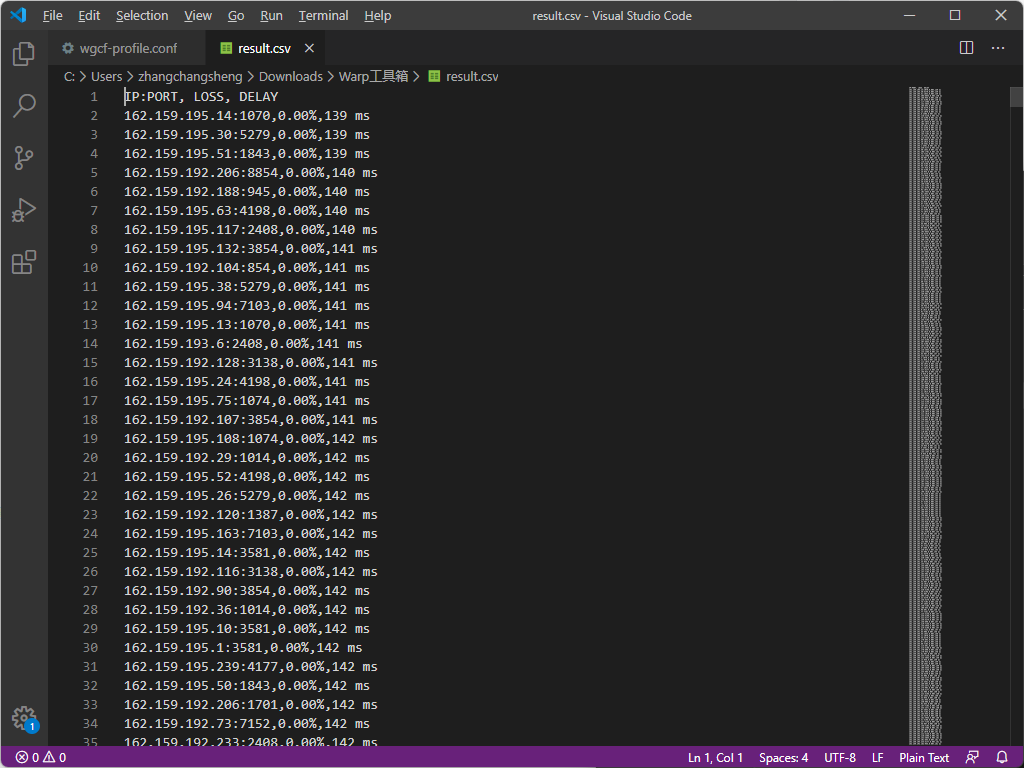 File Edit Selection View Go Run Terminal Help result.csv - Visual Studio Code
wgcf-profile.conf result.csv
C: > Users > zhangchangsheng > Downloads > Warp工具箱 > result.csv
1 IP:PORT, LOSS, DELAY
2 162.159.195.14:1070,0.00%,139 ms
3 162.159.195.30:5279,0.00%,139 ms
4 162.159.195.51:1843,0.00%,139 ms
5 162.159.192.206:8854,0.00%,140 ms
6 162.159.192.188:945,0.00%,140 ms
7 162.159.195.63:4198,0.00%,140 ms
8 162.159.195.117:2408,0.00%,140 ms
9 162.159.195.132:3854,0.00%,141 ms
10 162.159.192.104:854,0.00%,141 ms
11 162.159.195.38:5279,0.00%,141 ms
12 162.159.195.94:7103,0.00%,141 ms
13 162.159.195.13:1070,0.00%,141 ms
14 162.159.193.6:2408,0.00%,141 ms
15 162.159.192.128:3138,0.00%,141 ms
16 162.159.195.24:4198,0.00%,141 ms
17 162.159.195.75:1074,0.00%,141 ms
18 162.159.192.107:3854,0.00%,141 ms
19 162.159.195.108:1074,0.00%,142 ms
20 162.159.192.29:1014,0.00%,142 ms
21 162.159.195.52:4198,0.00%,142 ms
22 162.159.195.26:5279,0.00%,142 ms
23 162.159.192.120:1387,0.00%,142 ms
24 162.159.195.163:7103,0.00%,142 ms
25 162.159.195.14:3581,0.00%,142 ms
26 162.159.192.116:3138,0.00%,142 ms
27 162.159.192.90:3854,0.00%,142 ms
28 162.159.192.36:1014,0.00%,142 ms
29 162.159.195.10:3581,0.00%,142 ms
30 162.159.195.1:3581,0.00%,142 ms
31 162.159.195.239:4177,0.00%,142 ms
32 162.159.195.50:1843,0.00%,142 ms
33 162.159.192.206:1701,0.00%,142 ms
34 162.159.192.73:7152,0.00%,142 ms
35 162.159.192.233:2408,0.00%,142 ms
1
0 0 Ln 1, Col 1 Spaces: 4 UTF-8 LF Plain Text